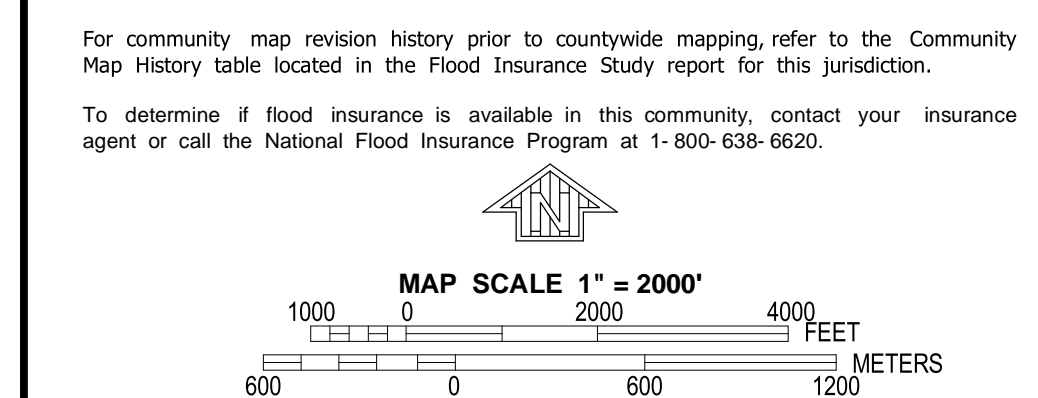 For community map revision history prior to countywide mapping, refer to the Community
Map History table located in the Flood Insurance Study report for this jurisdiction.
To determine if flood insurance is available in this community, contact your insurance
agent or call the National Flood Insurance Program at 1- 800- 638- 6620.
N
MAP SCALE 1" = 2000'
1000 0 2000 4000
FEET
METERS
600 0 600 1200